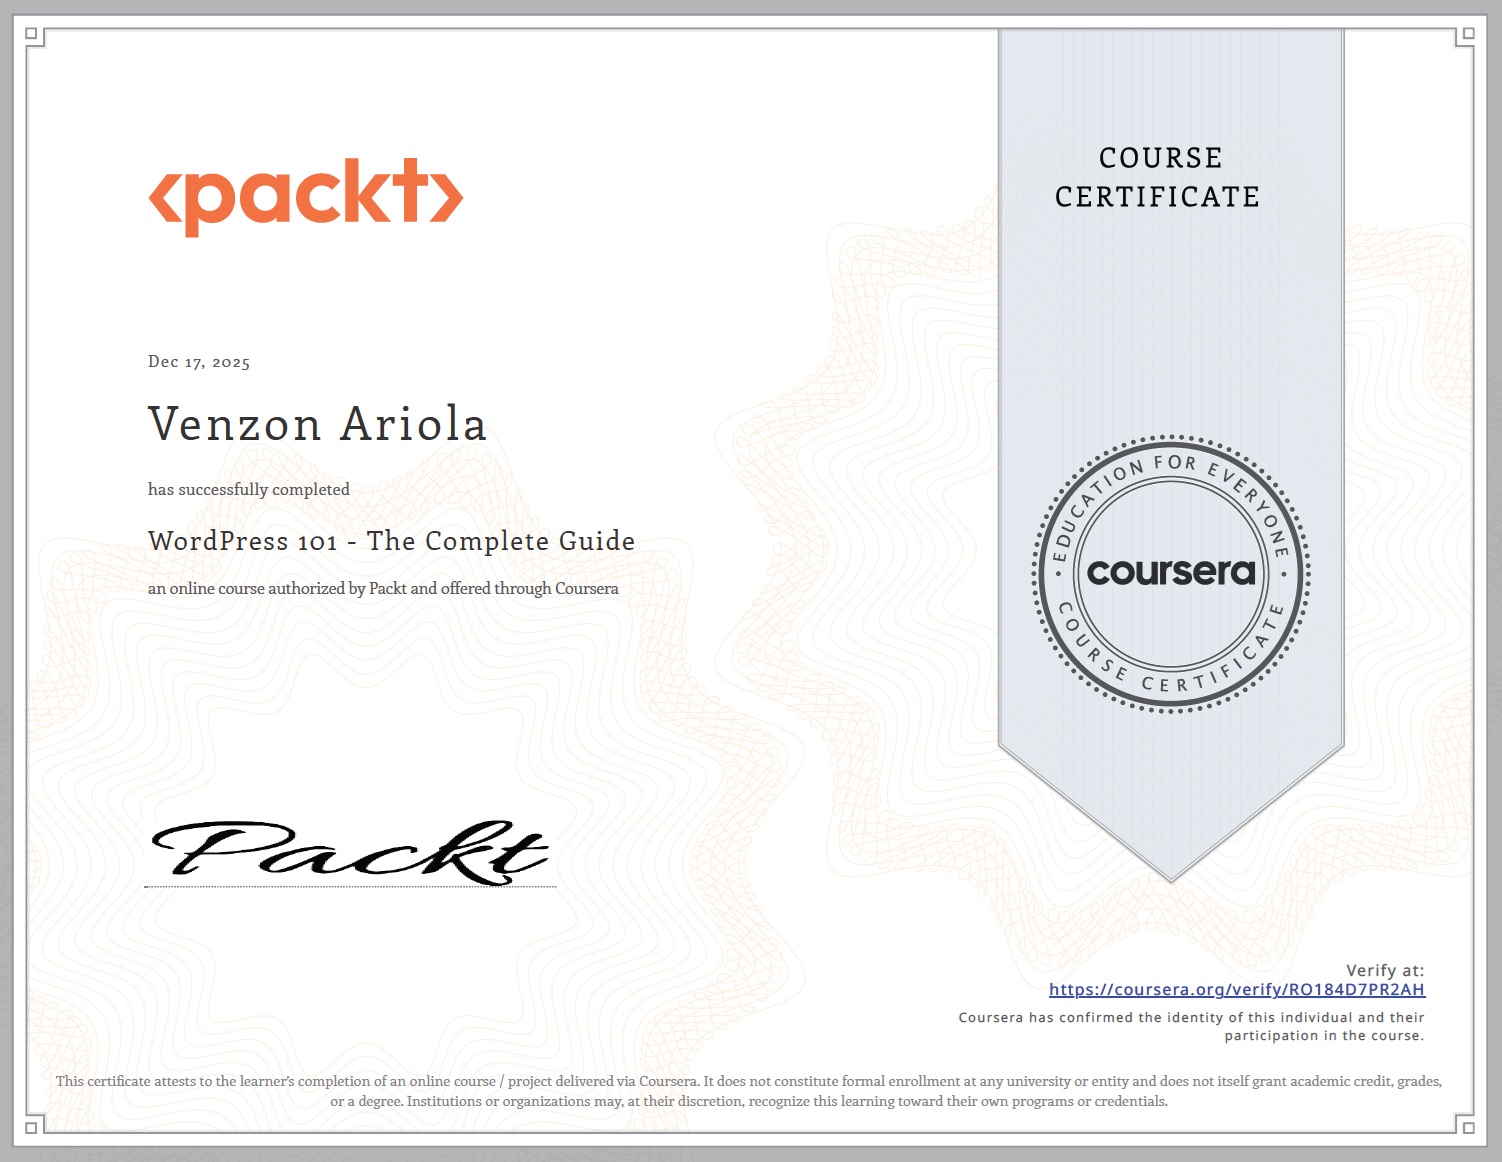 <packt>
COURSE
CERTIFICATE
Dec 17, 2025
Venzon Ariola
has successfully completed
WordPress 101 - The Complete Guide
an online course authorized by Packt and offered through Coursera
EDUCATION FOR EVERYONE
coursera
COURSE CERTIFICATE
Packt
Verify at:
https://coursera.org/verify/RO184D7PR2AH
Coursera has confirmed the identity of this individual and their
participation in the course.
This certificate attests to the learner's completion of an online course / project delivered via Coursera. It does not constitute formal enrollment at any university or entity and does not itself grant academic credit, grades,
or a degree. Institutions or organizations may, at their discretion, recognize this learning toward their own programs or credentials.